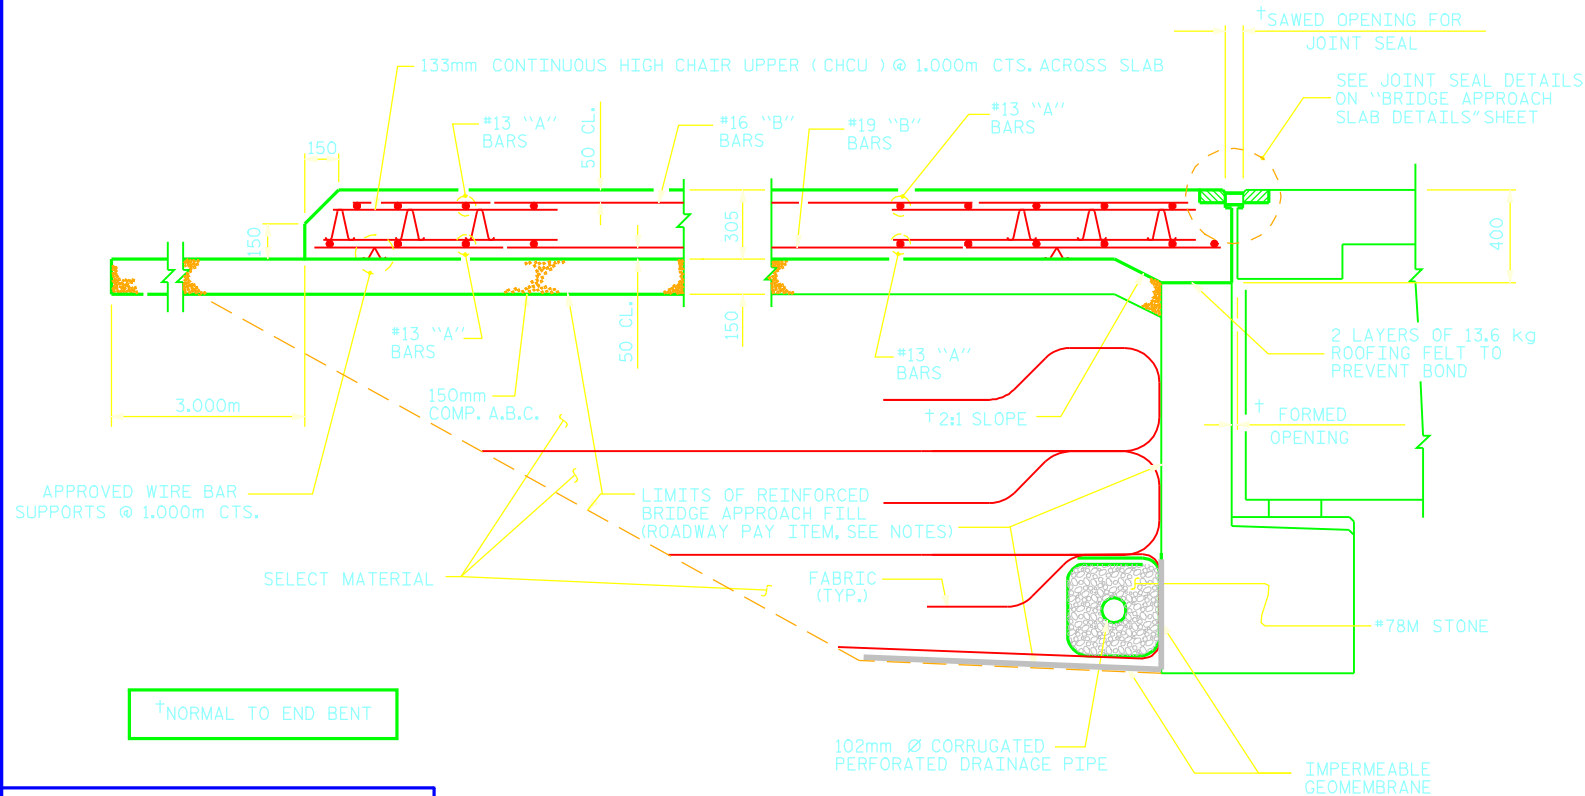 †SAWED OPENING FOR
JOINT SEAL
133mm CONTINUOUS HIGH CHAIR UPPER ( CHCU ) @ 1.000m CTS. ACROSS SLAB
SEE JOINT SEAL DETAILS
ON ‘‘BRIDGE APPROACH
SLAB DETAILS’’ SHEET
#13 ‘‘A’’
BARS
50 CL.
#16 ‘‘B’’
BARS
#19 ‘‘B’’
BARS
#13 ‘‘A’’
BARS
150
150
305
400
#13 ‘‘A’’
BARS
50 CL.
150
#13 ‘‘A’’
BARS
2 LAYERS OF 13.6 kg
ROOFING FELT TO
PREVENT BOND
3.000m
150mm
COMP. A.B.C.
† 2:1 SLOPE
† FORMED
OPENING
APPROVED WIRE BAR
SUPPORTS @ 1.000m CTS.
LIMITS OF REINFORCED
BRIDGE APPROACH FILL
(ROADWAY PAY ITEM, SEE NOTES)
SELECT MATERIAL
FABRIC
(TYP.)
#78M STONE
†NORMAL TO END BENT
102mm Ø CORRUGATED
PERFORATED DRAINAGE PIPE
IMPERMEABLE
GEOMEMBRANE